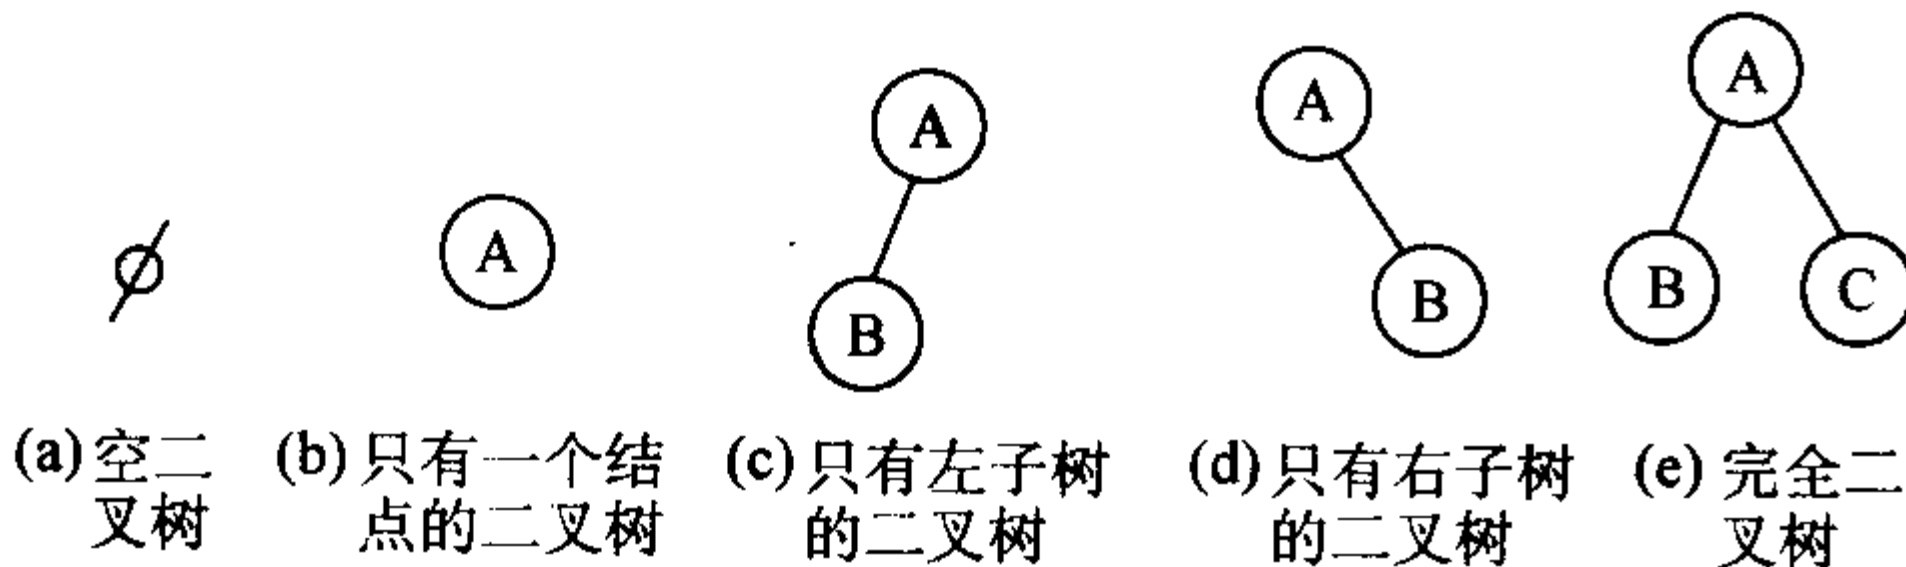 A
A
A
A
B
C
B
B
(a) 空二
叉树
(b) 只有一个结
点的二叉树
(c) 只有左子树
的二叉树
(d) 只有右子树
的二叉树
(e) 完全二
叉树